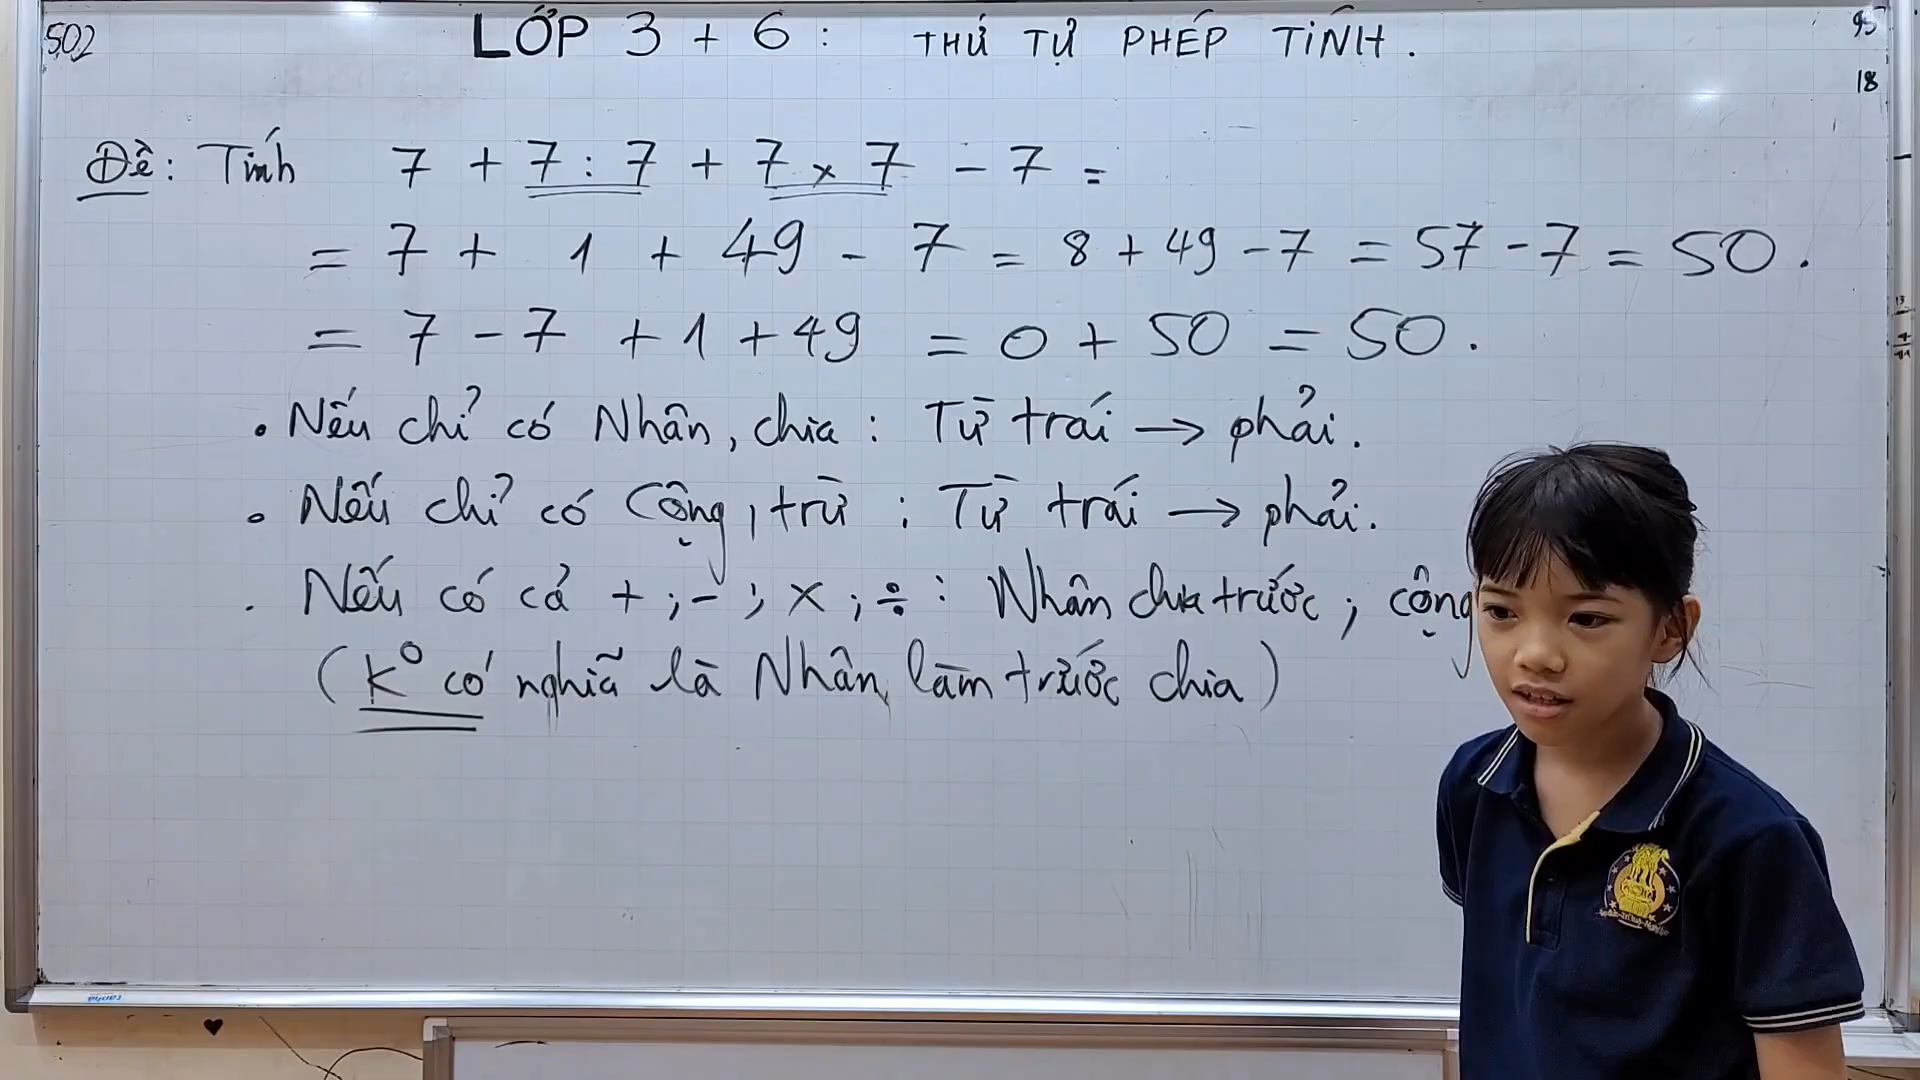 502
LỚP 3 + 6 : THỨ TỰ PHÉP TÍNH.
95
18
Đề: Tính 7 + 7 : 7 + 7 x 7 - 7 =
= 7 + 1 + 49 - 7 = 8 + 49 - 7 = 57 - 7 = 50.
= 7 - 7 + 1 + 49 = 0 + 50 = 50.
. Nếu chỉ có Nhân, chia : Từ trái → phải.
. Nếu chỉ có Cộng, trừ : Từ trái → phải.
. Nếu có cả + ; - ; x ; ÷ : Nhân chia trước ; cộng
(K⁰ có nghĩa là Nhân làm trước chia)